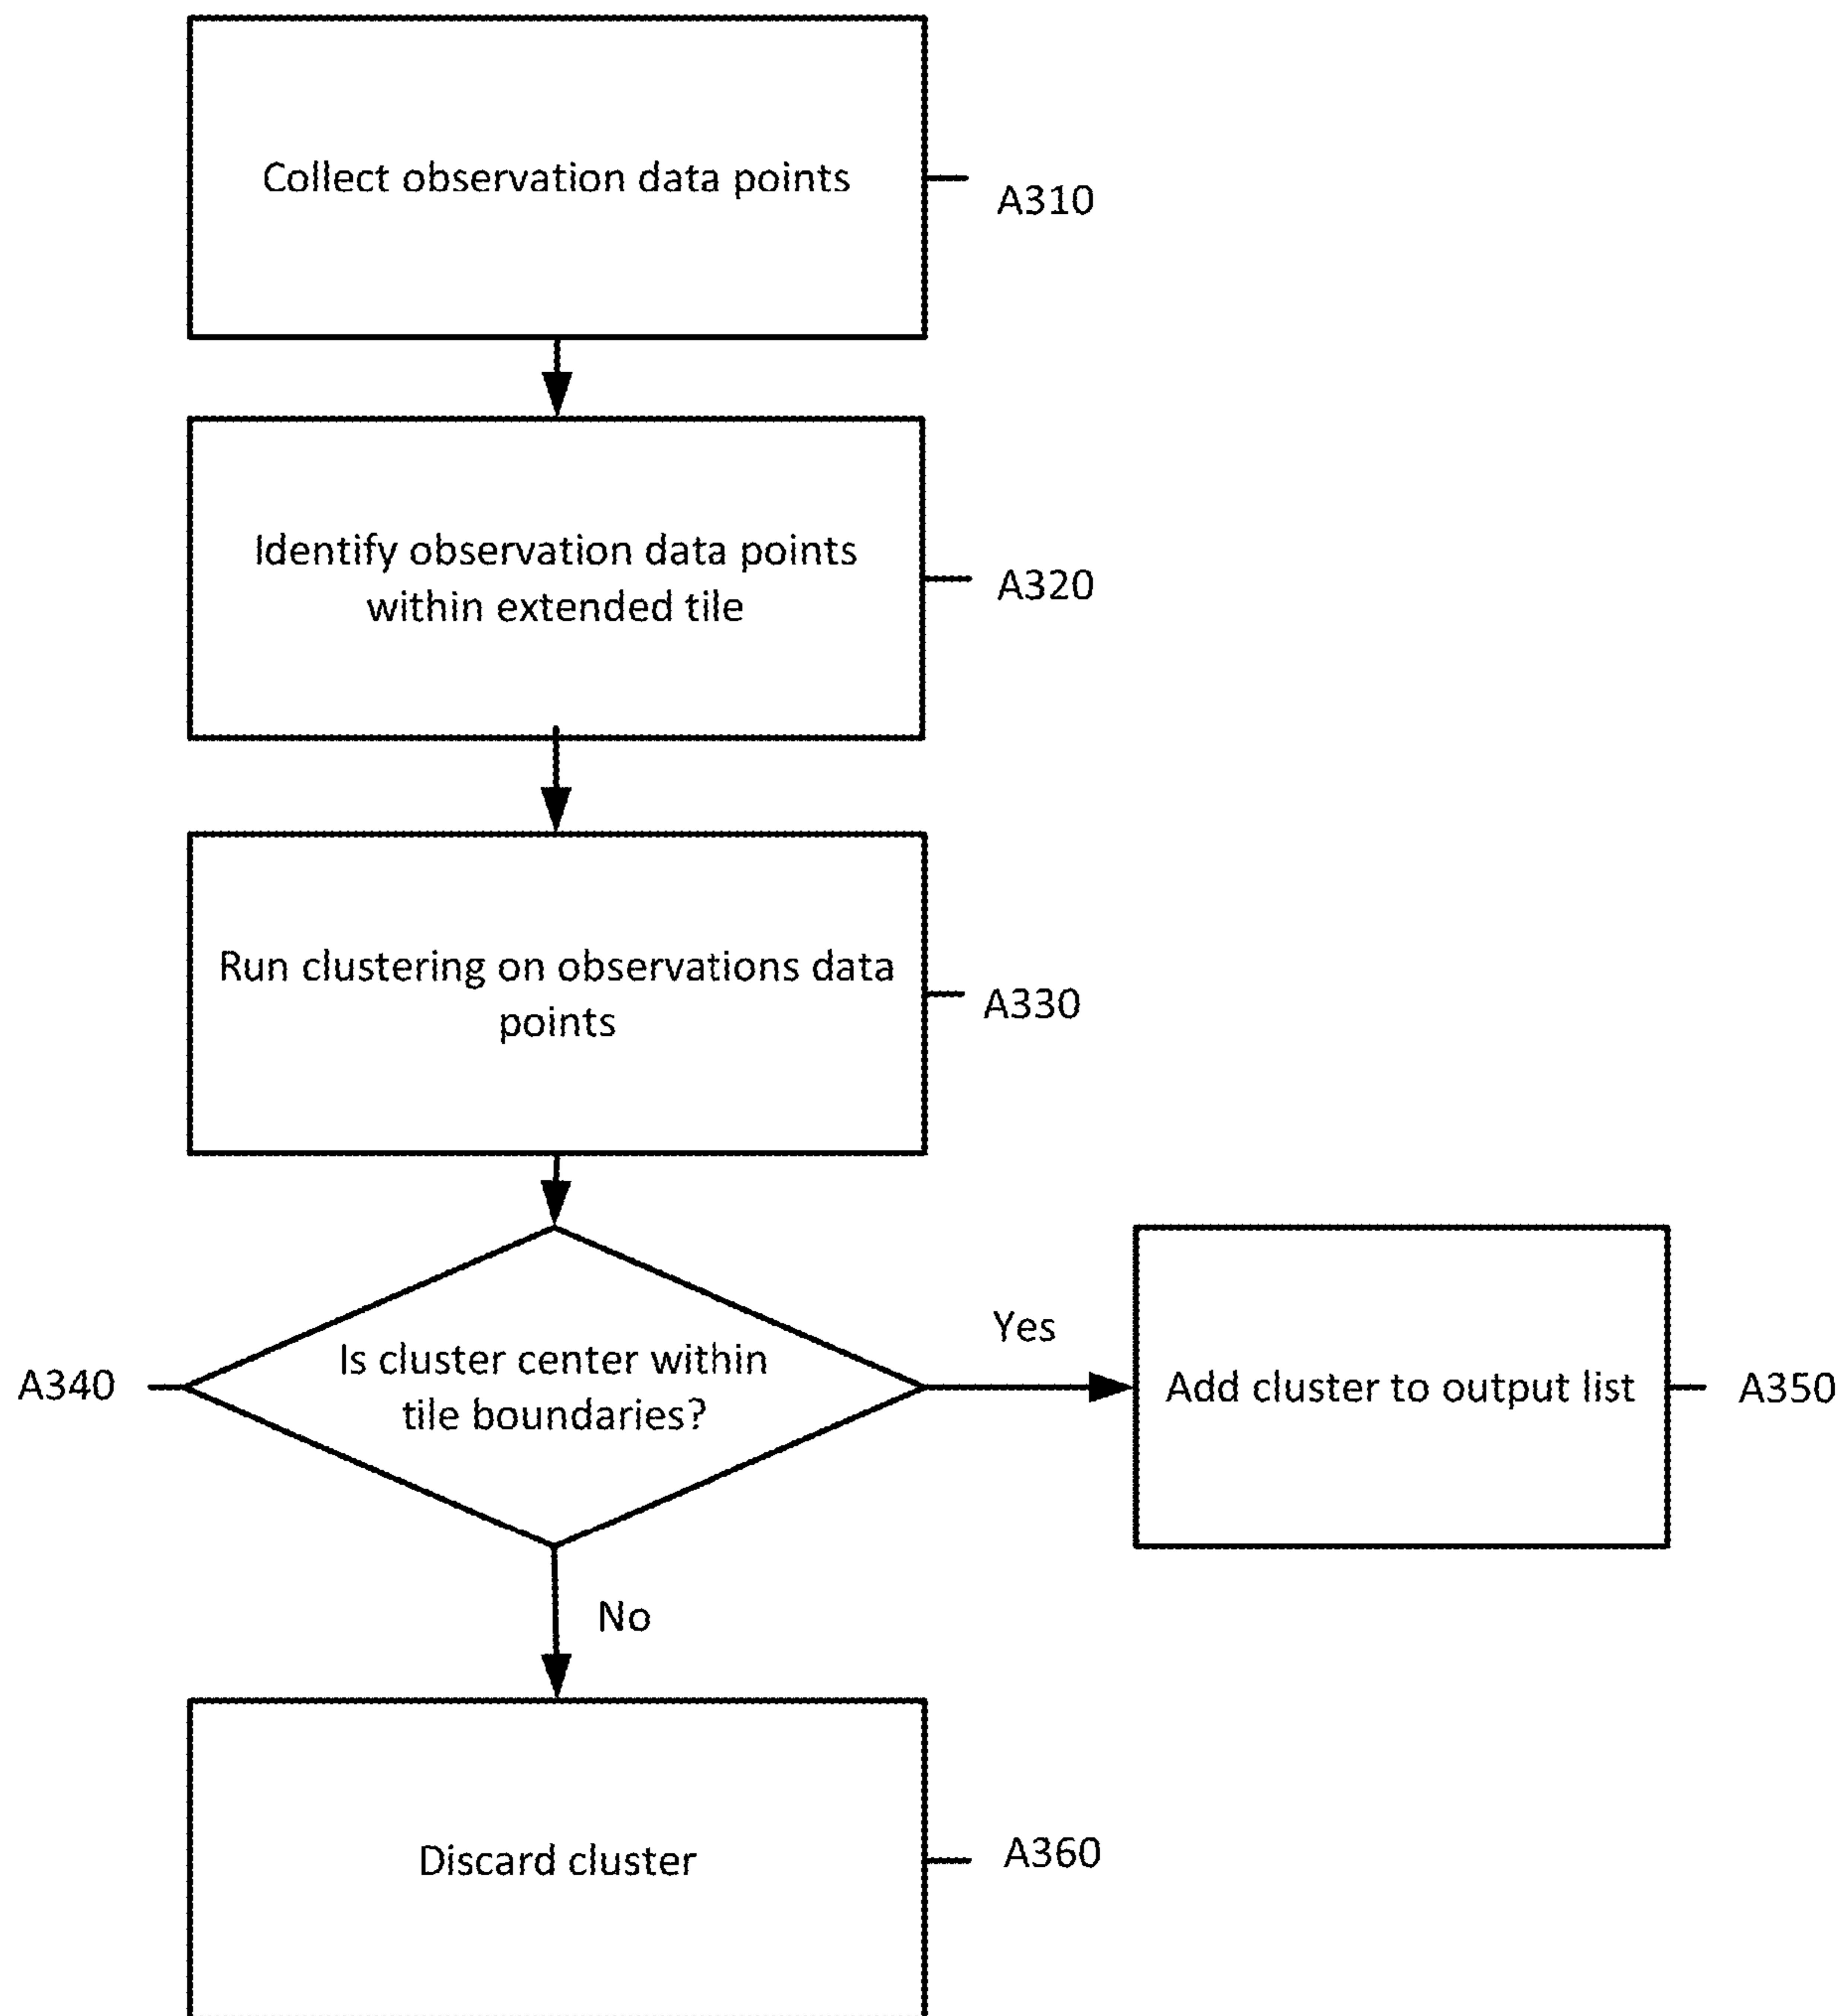 Collect observation data points
A310
Identify observation data points
within extended tile
A320
Run clustering on observations data
points
A330
Is cluster center within
tile boundaries?
A340
Yes
Add cluster to output list
A350
No
Discard cluster
A360